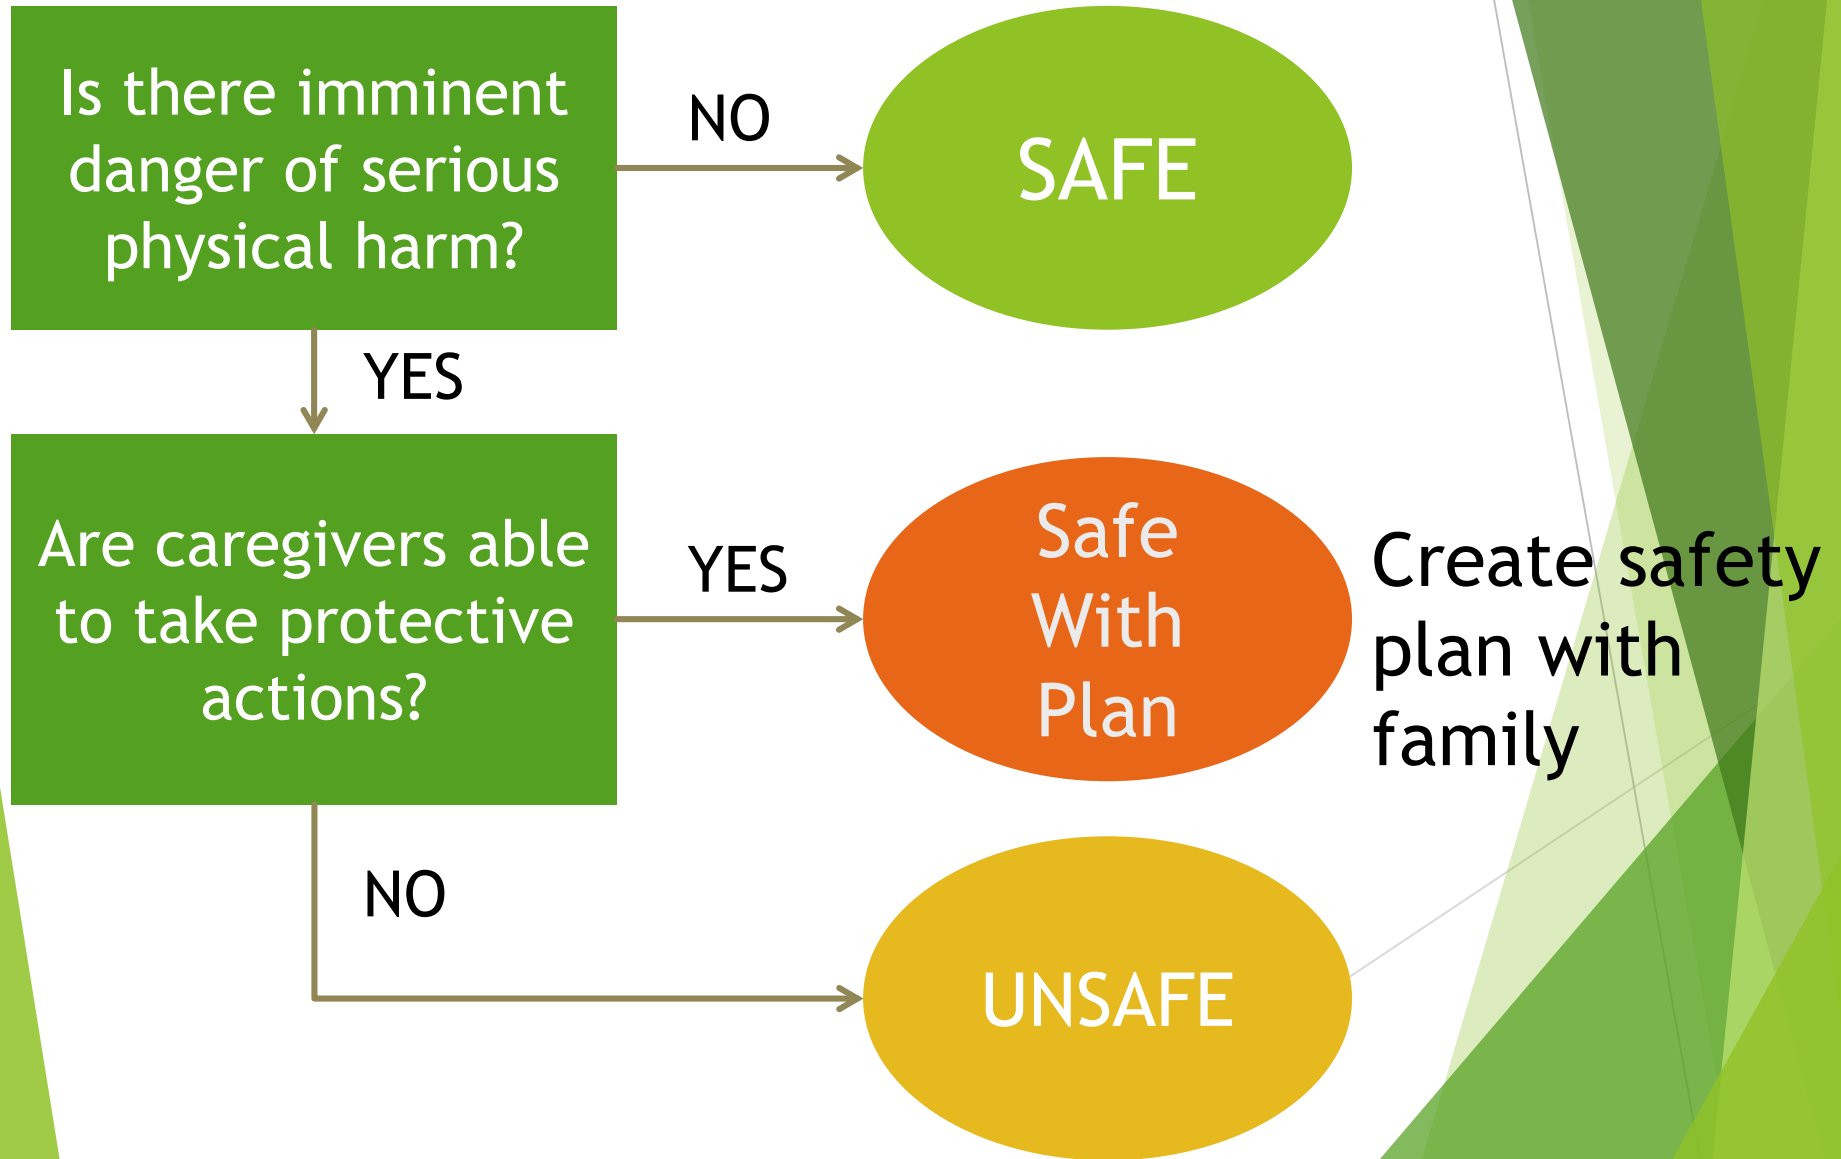 Is there imminent
danger of serious
physical harm?
NO
SAFE
YES
Are caregivers able
to take protective
actions?
YES
Safe
With
Plan
Create safety
plan with
family
NO
UNSAFE